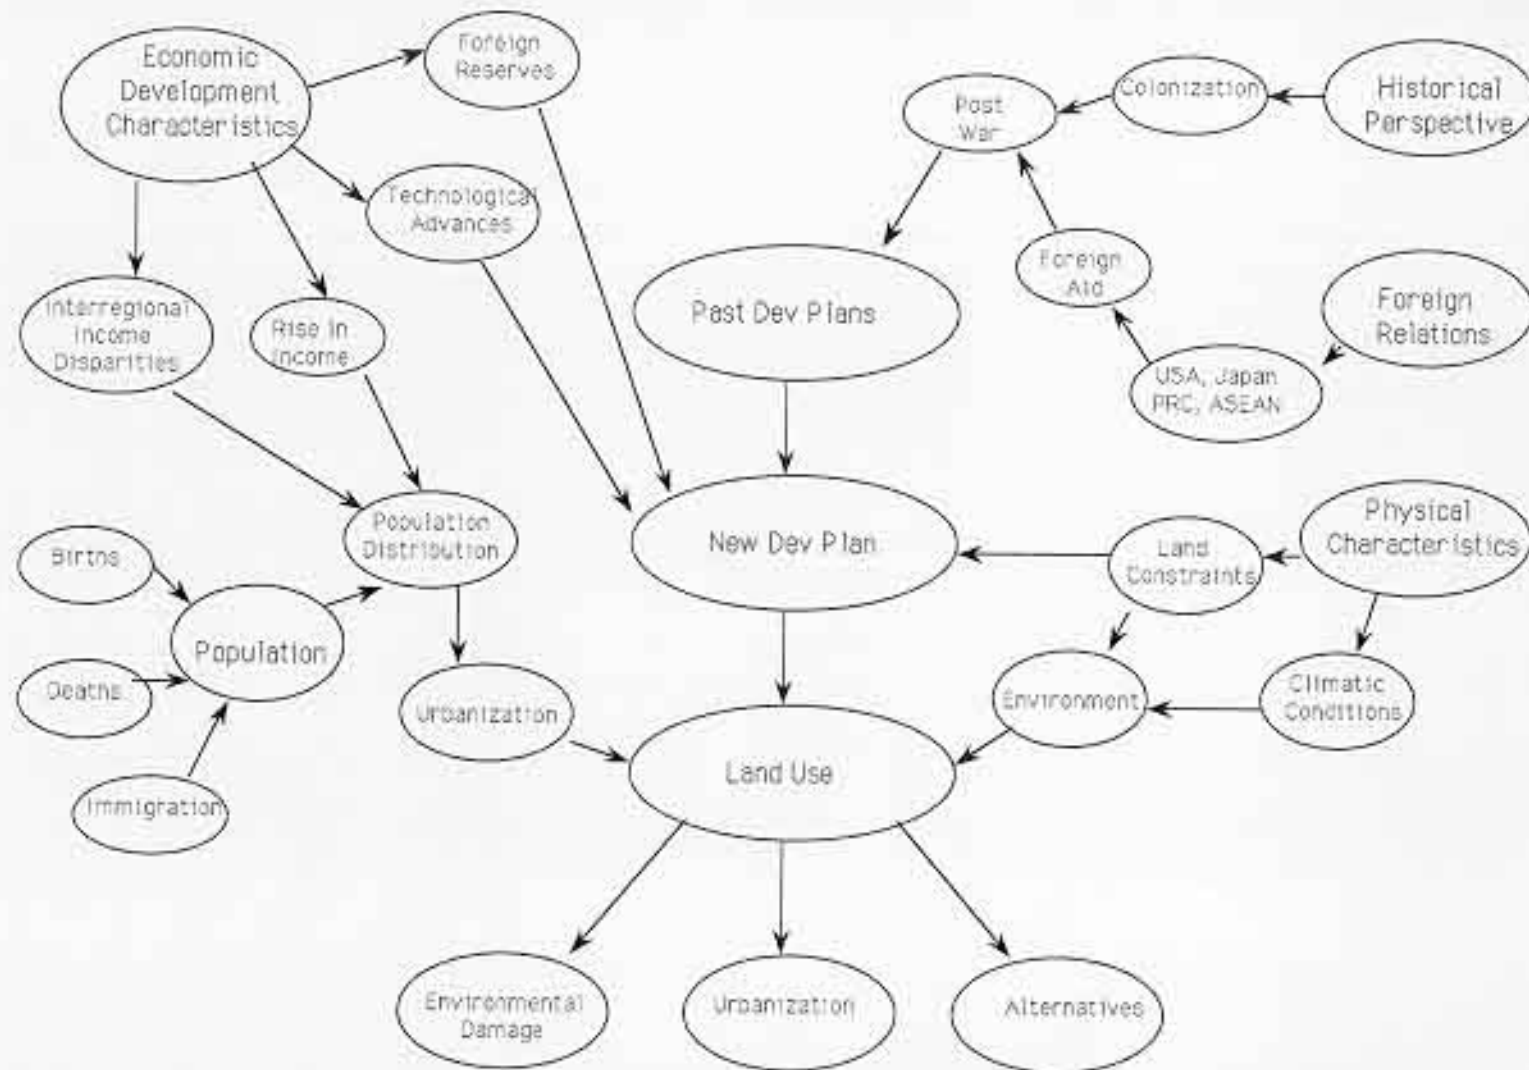 Economic
Development
Characteristics
Foreign
Reserves
Technological
Advances
Interregional
Income
Disparities
Rise in
Income
Births
Deaths
Immigration
Population
Population
Distribution
Urbanization
Post
War
Colonization
Historical
Perspective
Foreign
Aid
Foreign
Relations
USA, Japan
PRC, ASEAN
Past Dev Plans
New Dev Plan
Land
Constraints
Physical
Characteristics
Environment
Climatic
Conditions
Land Use
Environmental
Damage
Urbanization
Alternatives